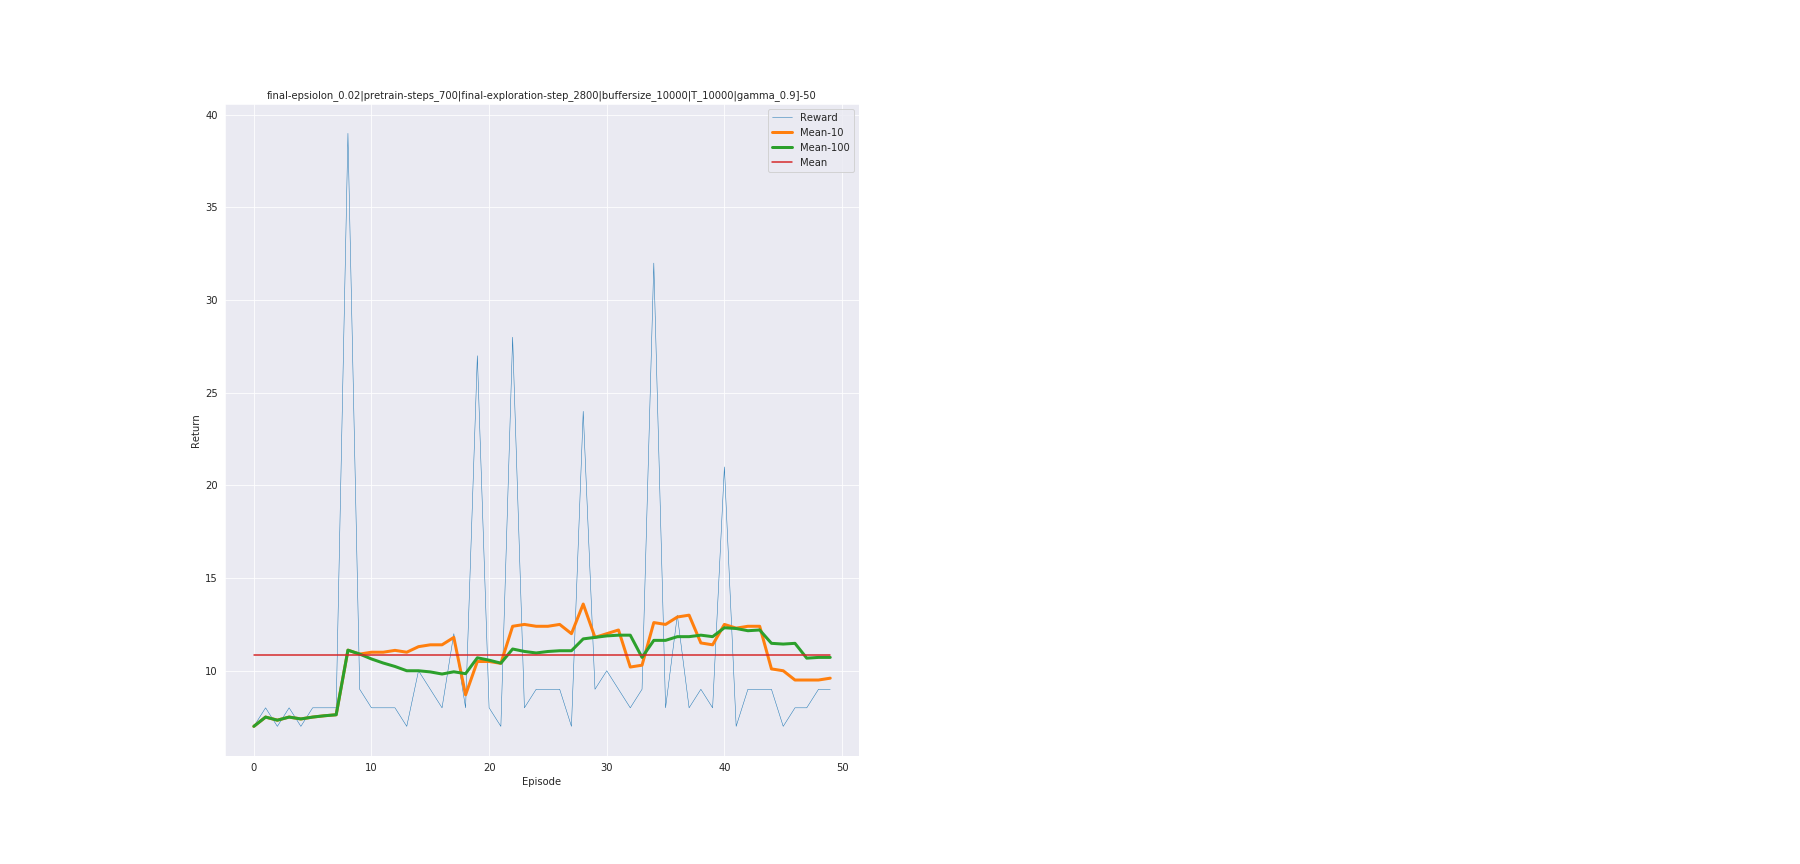 final-epsiolon_0.02|pretrain-steps_700|final-exploration-step_2800|buffersize_10000|T_10000|gamma_0.9]-50
Reward
Mean-10
Mean-100
Mean
40
35
30
25
20
15
10
Return
0 10 20 30 40 50
Episode